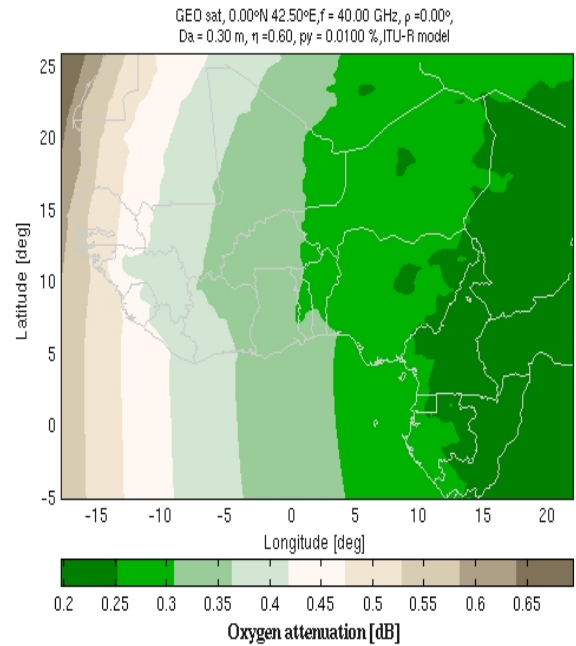 GEO sat, 0.00ºN 42.50ºE,f = 40.00 GHz, ρ =0.00º,
Da = 0.30 m, η =0.60, py = 0.0100 %,ITU-R model
25
20
15
10
5
0
-5
Latitude [deg]
-15 -10 -5 0 5 10 15 20
Longitude [deg]
0.2 0.25 0.3 0.35 0.4 0.45 0.5 0.55 0.6 0.65
Oxygen attenuation [dB]